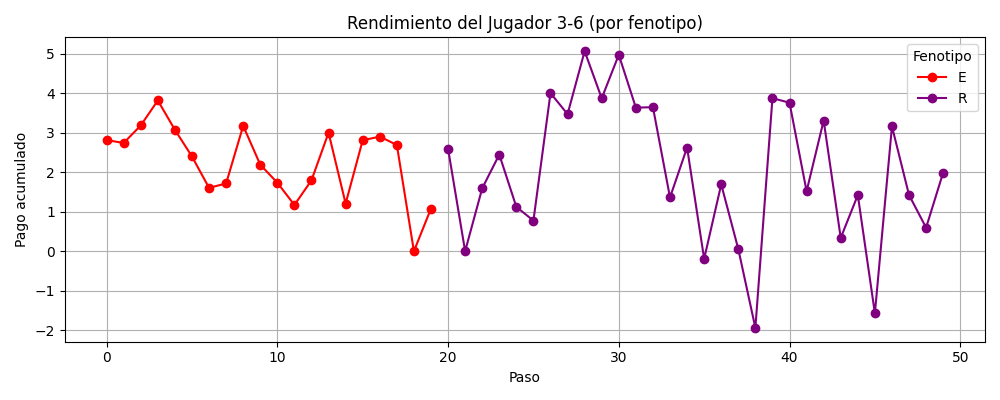 Rendimiento del Jugador 3-6 (por fenotipo)
Pago acumulado
5
4
3
2
1
0
−1
−2
Fenotipo
E
R
0
10
20
30
40
50
Paso